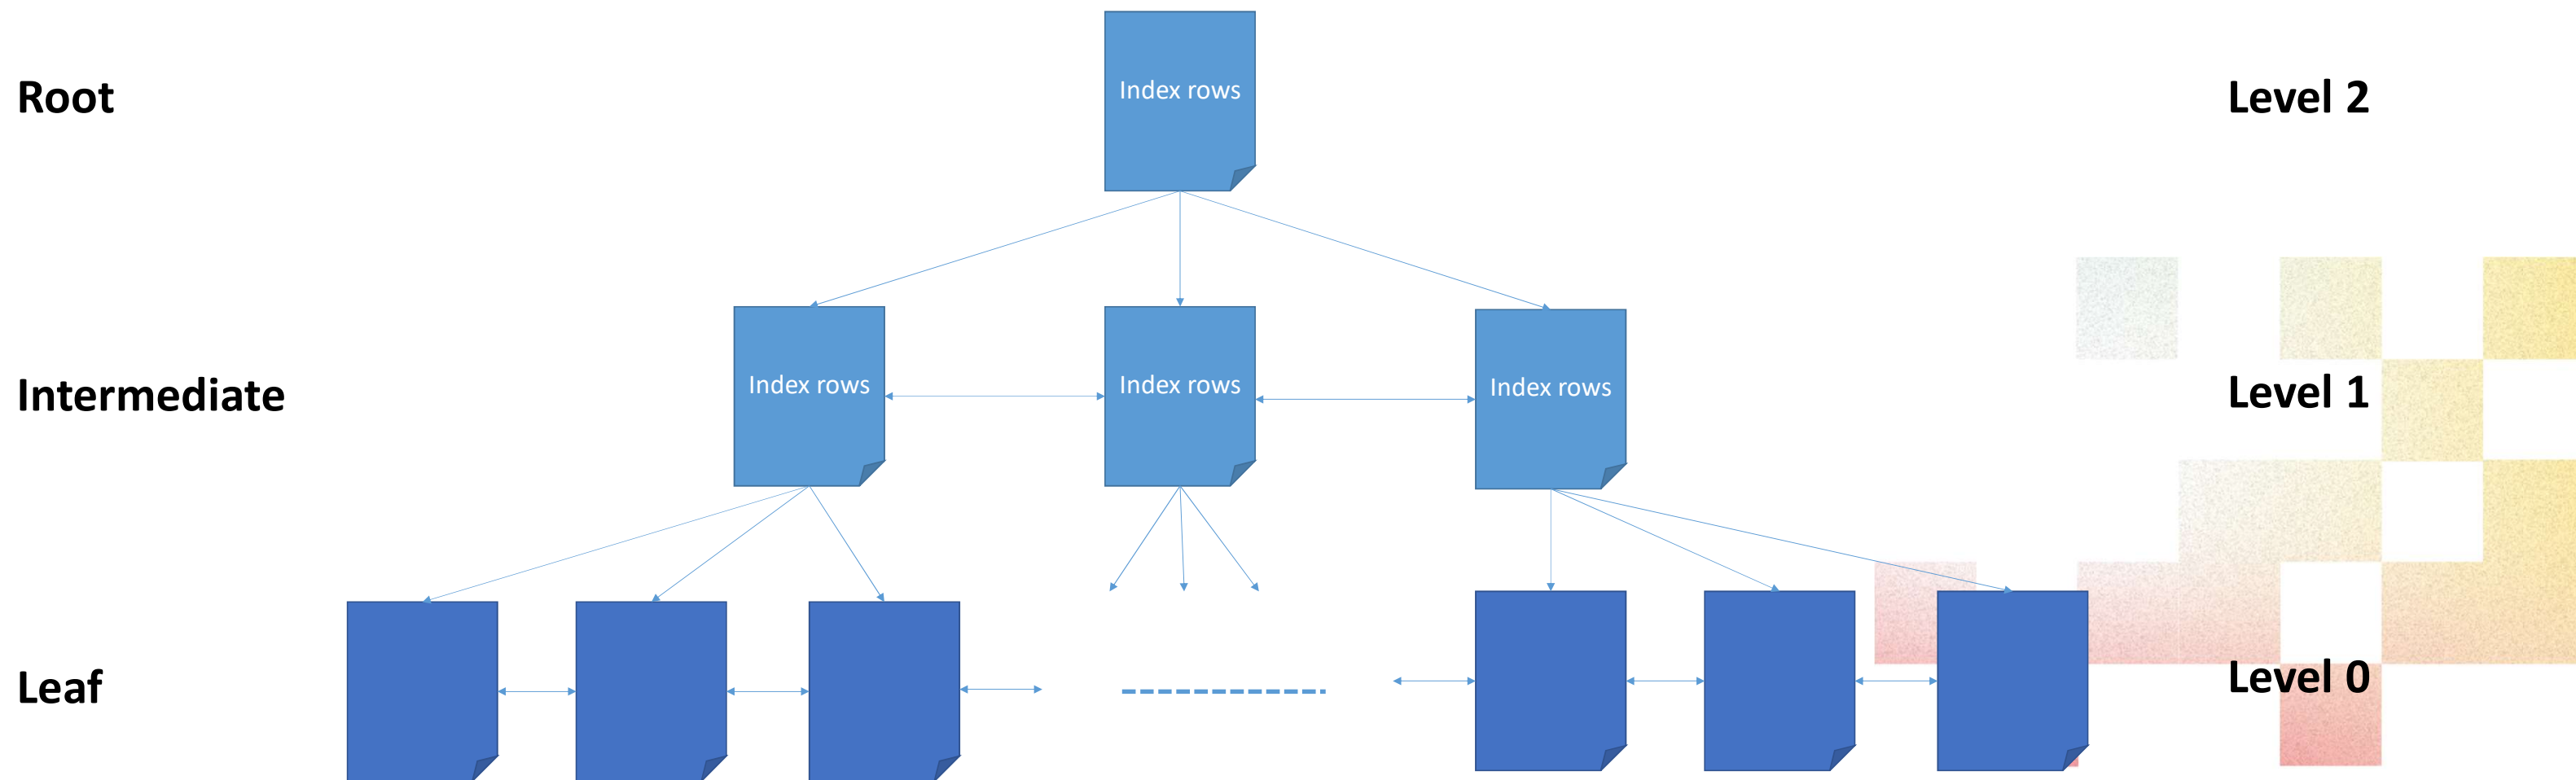 Index rows
Root
Level 2
Index rows
Index rows
Index rows
Intermediate
Level 1
Leaf
Level 0